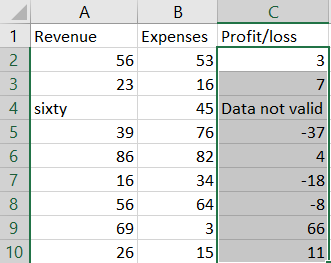 A B C
1 Revenue Expenses Profit/loss
2 56 53 3
3 23 16 7
4 sixty 45 Data not valid
5 39 76 -37
6 86 82 4
7 16 34 -18
8 56 64 -8
9 69 3 66
10 26 15 11